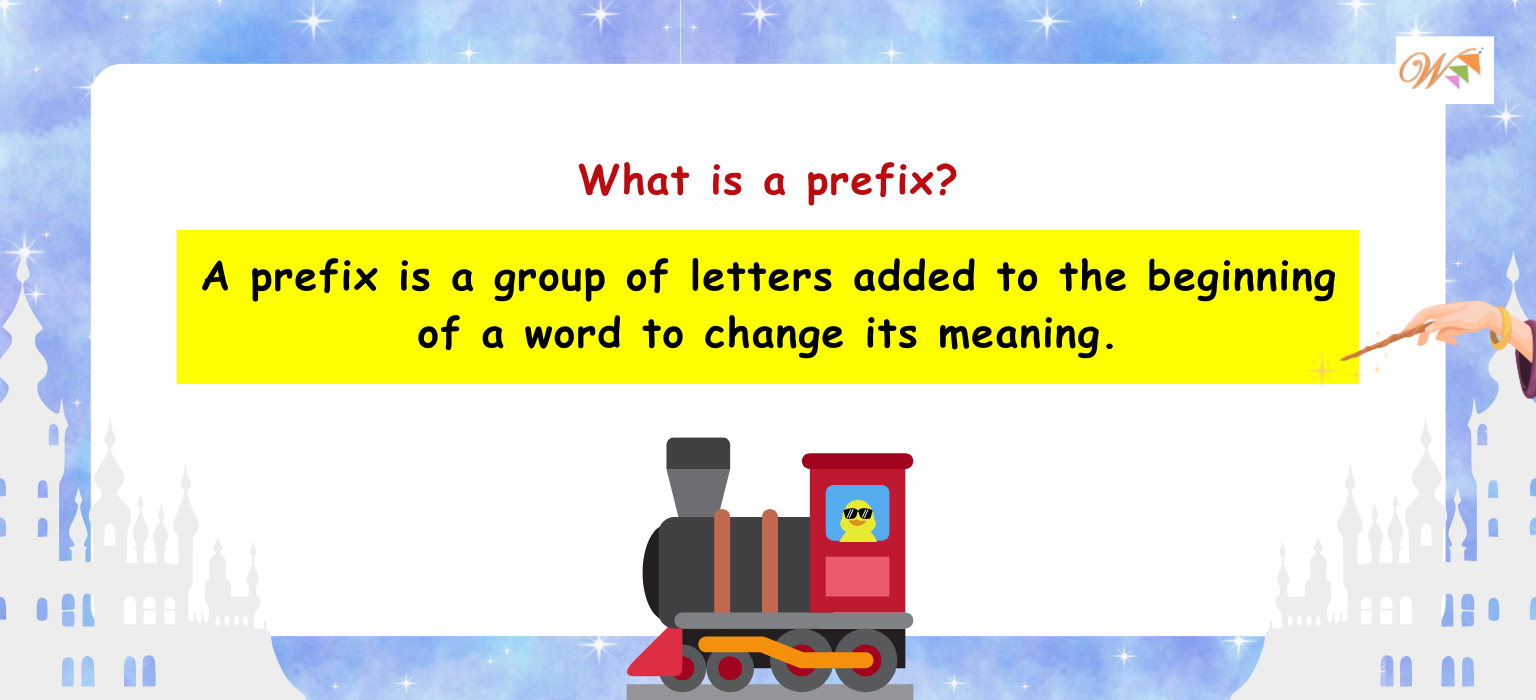 W
What is a prefix?
A prefix is a group of letters added to the beginning
of a word to change its meaning.